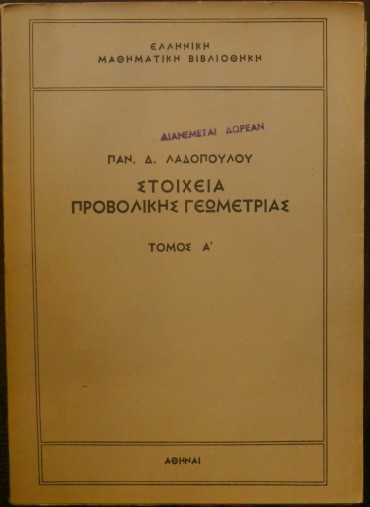 ΕΛΛΗΝΙΚΗ
ΜΑΘΗΜΑΤΙΚΗ ΒΙΒΛΙΟΘΗΚΗ
ΔΙΑΝΕΜΕΤΑΙ ΔΩΡΕΑΝ
ΠΑΝ. Δ. ΛΑΔΟΠΟΥΛΟΥ
ΣΤΟΙΧΕΙΑ
ΠΡΟΒΟΛΙΚΗΣ ΓΕΩΜΕΤΡΙΑΣ
ΤΟΜΟΣ Α'
ΑΘΗΝΑΙ